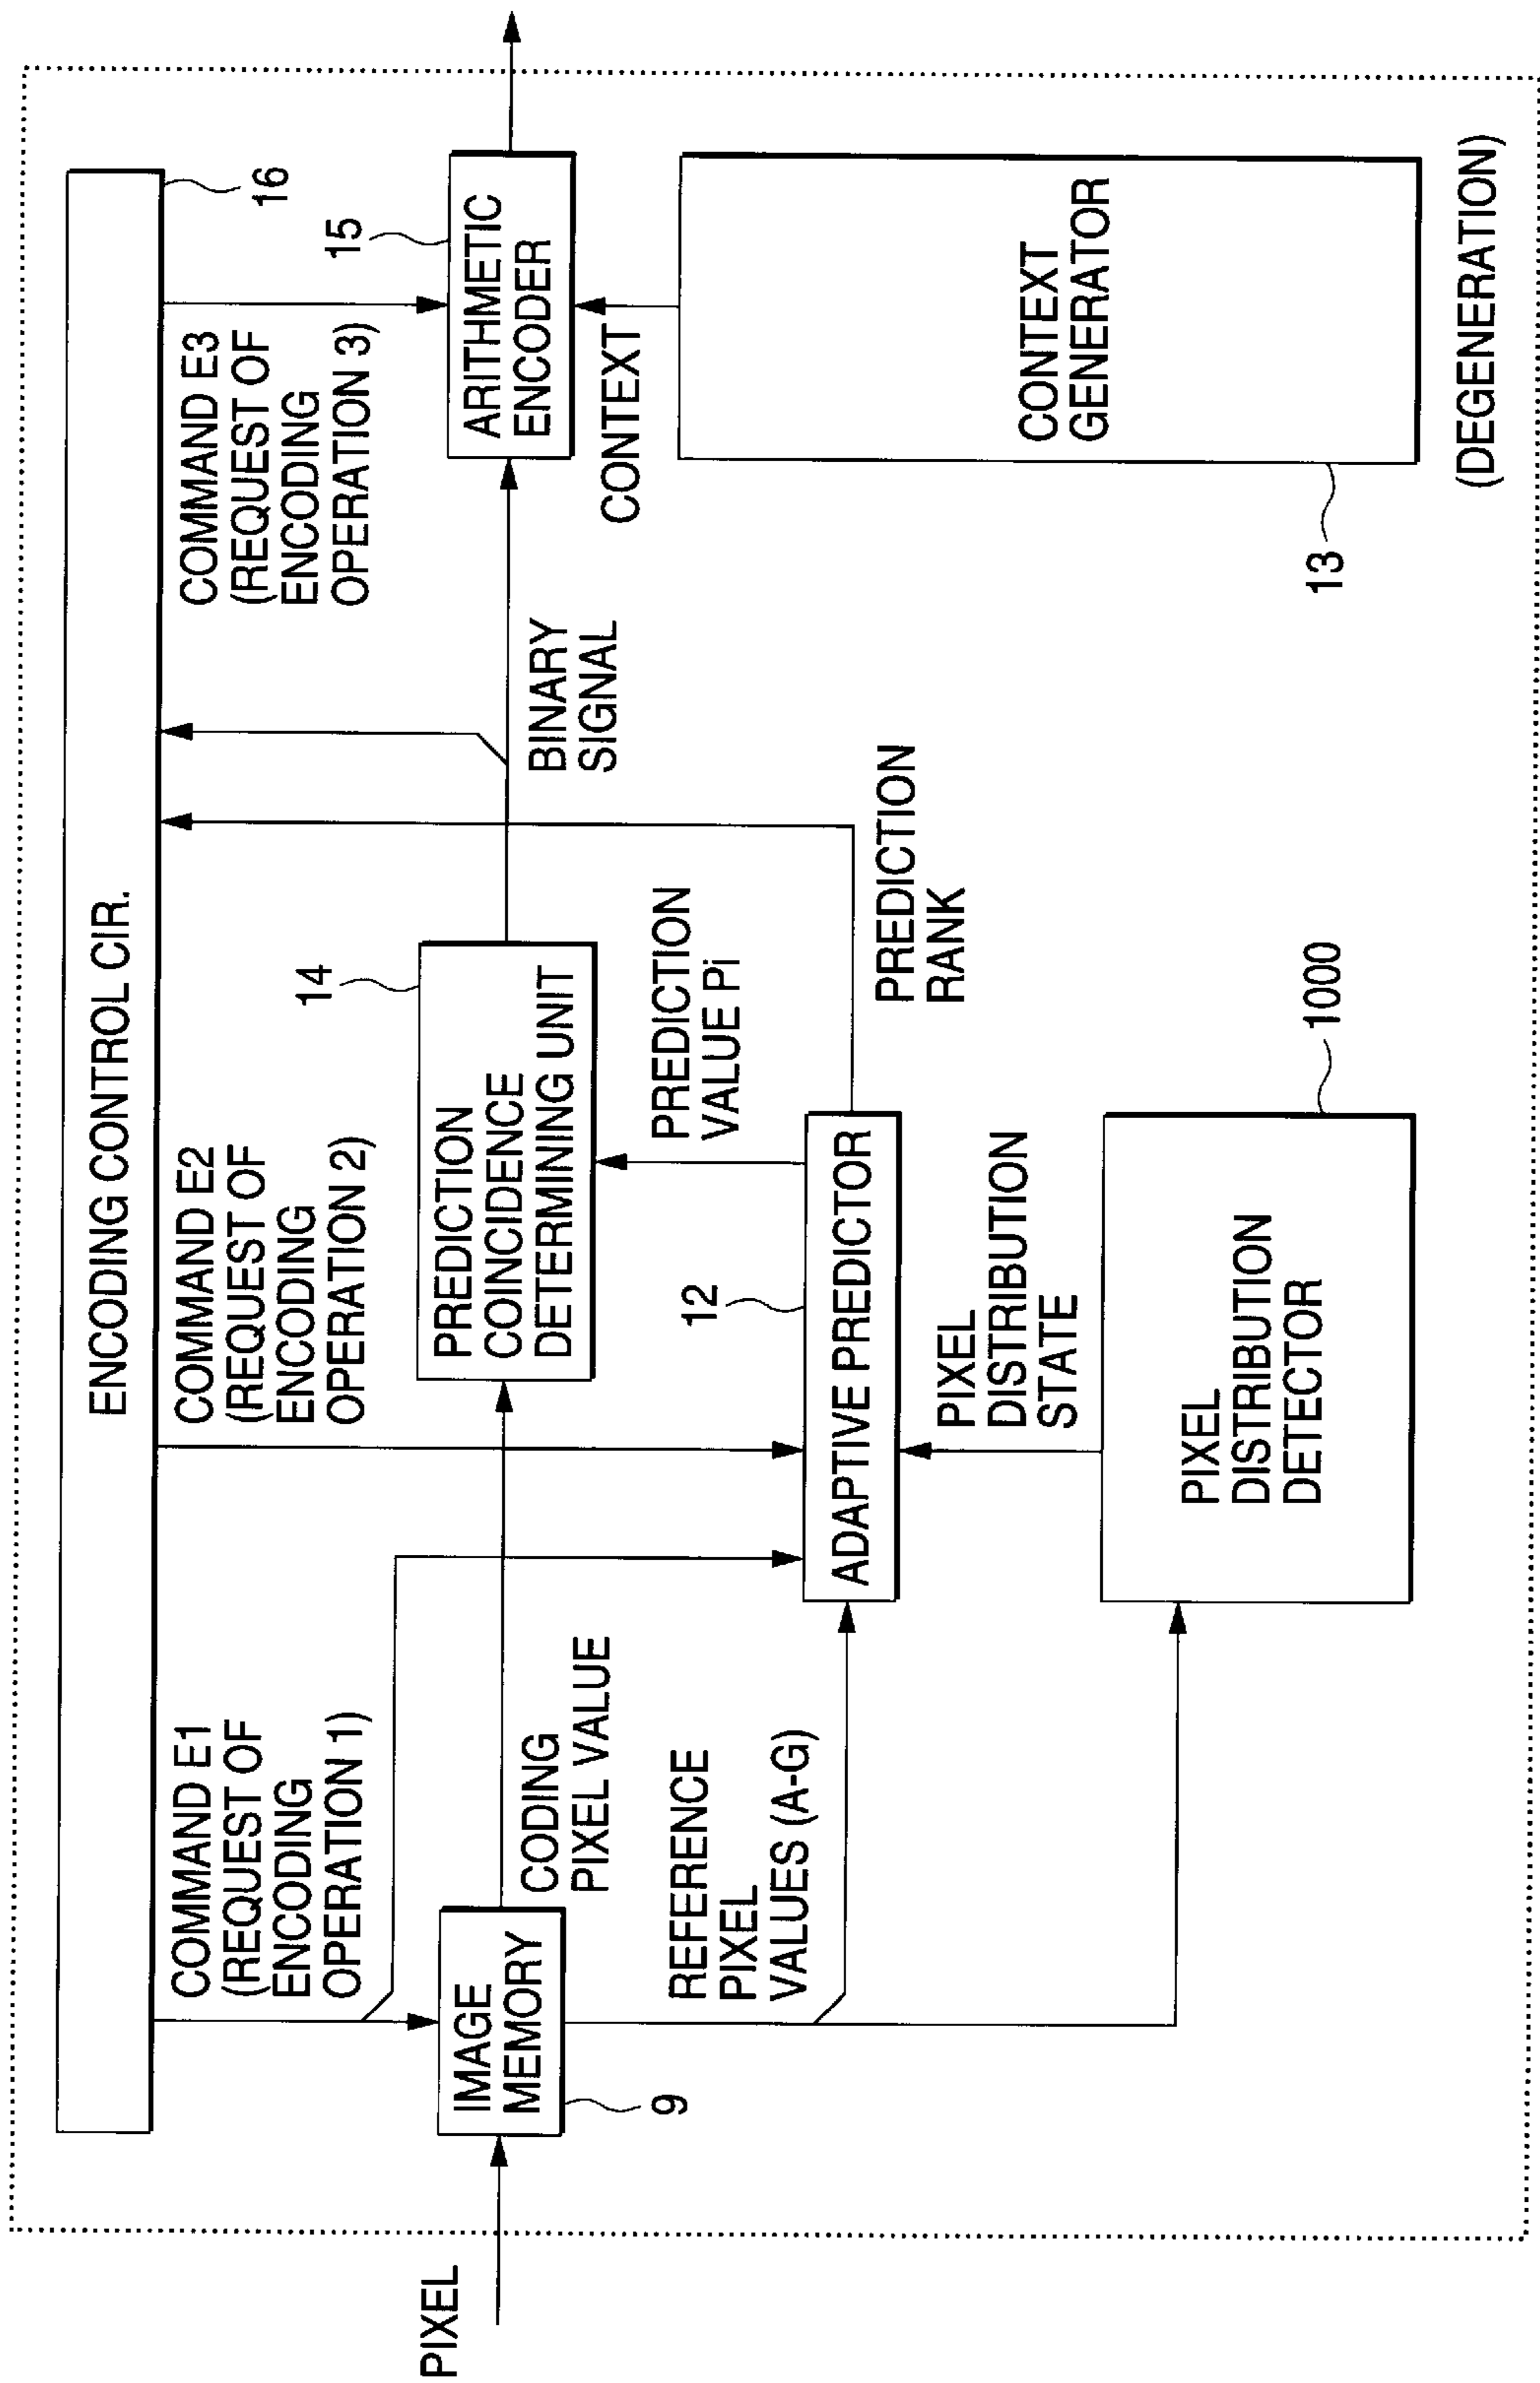 ENCODING CONTROL CIR.
16
COMMAND E1
(REQUEST OF
ENCODING
OPERATION 1)
COMMAND E2
(REQUEST OF
ENCODING
OPERATION 2)
COMMAND E3
(REQUEST OF
ENCODING
OPERATION 3)
PIXEL
IMAGE
MEMORY
9
CODING
PIXEL VALUE
14
PREDICTION
COINCIDENCE
DETERMINING UNIT
BINARY
SIGNAL
15
ARITHMETIC
ENCODER
CONTEXT
REFERENCE
PIXEL
VALUES (A-G)
PREDICTION
VALUE Pi
12
ADAPTIVE PREDICTOR
PREDICTION
RANK
PIXEL
DISTRIBUTION
STATE
PIXEL
DISTRIBUTION
DETECTOR
1000
CONTEXT
GENERATOR
13
(DEGENERATION)